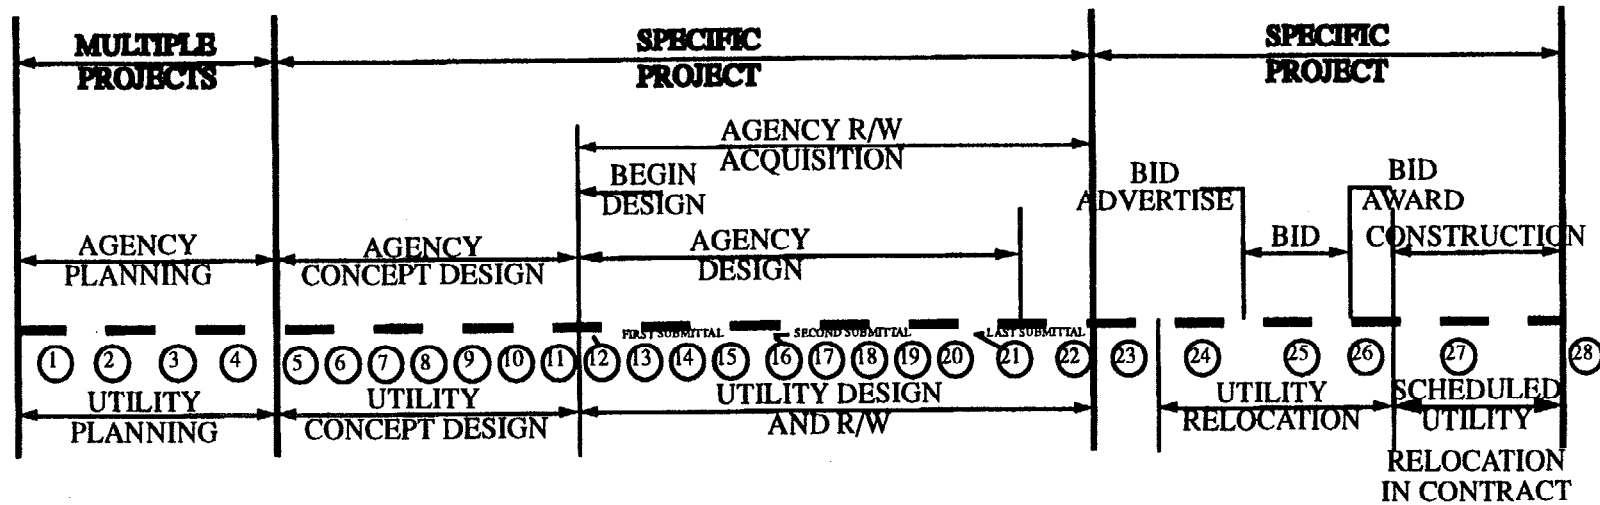 MULTIPLE
PROJECTS
SPECIFIC
PROJECT
SPECIFIC
PROJECT
AGENCY R/W
ACQUISITION
BEGIN
DESIGN
BID
ADVERTISE
BID
AWARD
AGENCY
PLANNING
AGENCY
CONCEPT DESIGN
AGENCY
DESIGN
BID
CONSTRUCTION
FIRST SUBMITTAL
SECOND SUBMITTAL
LAST SUBMITTAL
1 2 3 4 5 6 7 8 9 10 11 12 13 14 15 16 17 18 19 20 21 22 23 24 25 26 27 28
UTILITY
PLANNING
UTILITY
CONCEPT DESIGN
UTILITY DESIGN
AND R/W
UTILITY
RELOCATION
SCHEDULED
UTILITY
RELOCATION
IN CONTRACT